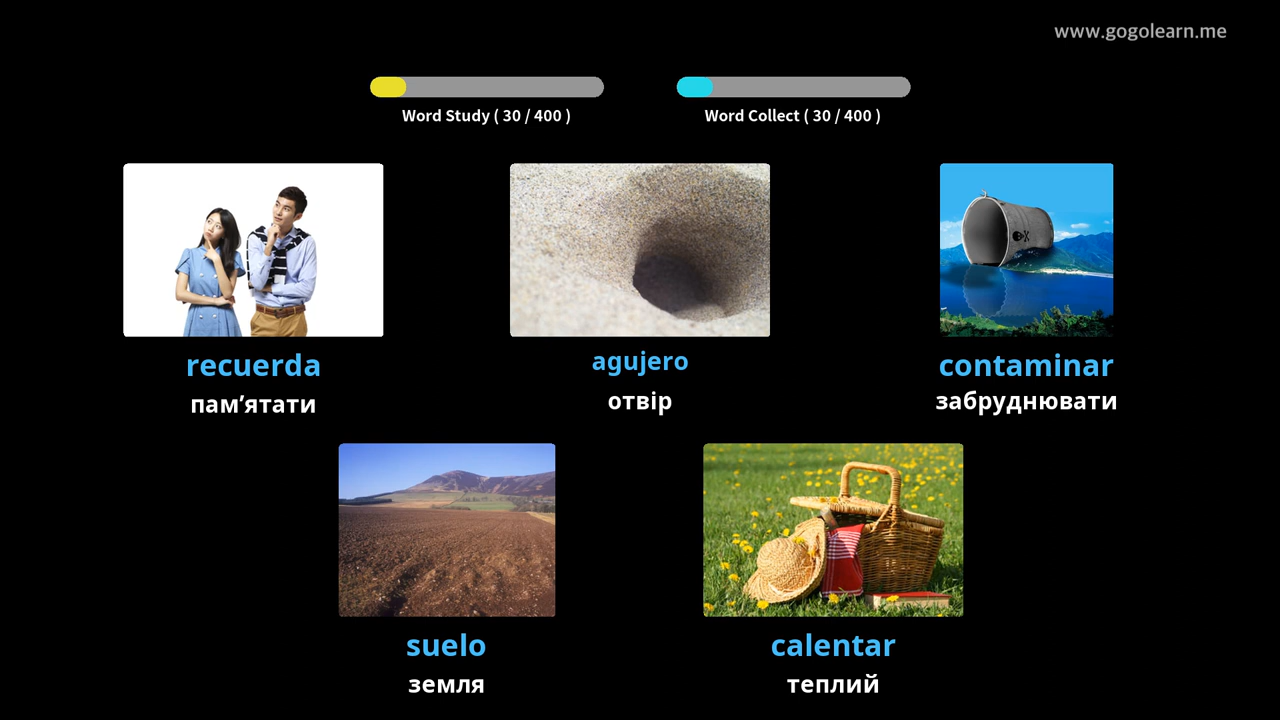 www.gogolearn.me
Word Study ( 30 / 400 )
Word Collect ( 30 / 400 )
recuerda
пам’ятати
agujero
отвір
contaminar
забруднювати
suelo
земля
calentar
теплий